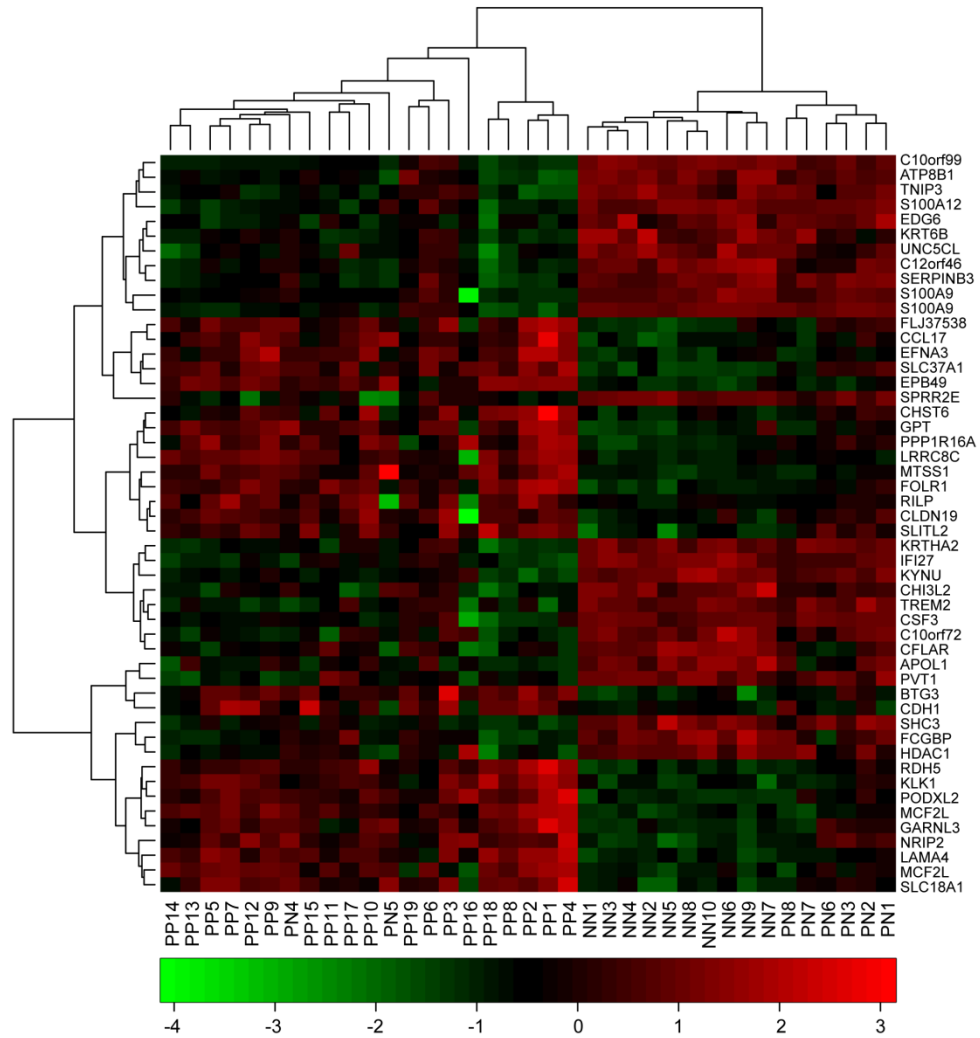 C10orf99
ATP8B1
TNIP3
S100A12
EDG6
KRT6B
UNC5CL
C12orf46
SERPINB3
S100A9
S100A9
FLJ37538
CCL17
EFNA3
SLC37A1
EPB49
SPRR2E
CHST6
GPT
PPP1R16A
LRRC8C
MTSS1
FOLR1
RILP
CLDN19
SLITL2
KRTHA2
IFI27
KYNU
CHI3L2
TREM2
CSF3
C10orf72
CFLAR
APOL1
PVT1
BTG3
CDH1
SHC3
FCGBP
HDAC1
RDH5
KLK1
PODXL2
MCF2L
GARNL3
NRIP2
LAMA4
MCF2L
SLC18A1
PP14 PP13 PP5 PP7 PP12 PP9 PN4 PP15 PP11 PP17 PP10 PN5 PP19 PP6 PP3 PP16 PP18 PP8 PP2 PP1 PP4 NN1 NN3 NN4 NN2 NN5 NN8 NN10 NN6 NN9 NN7 PN8 PN7 PN6 PN3 PN2 PN1
-4 -3 -2 -1 0 1 2 3